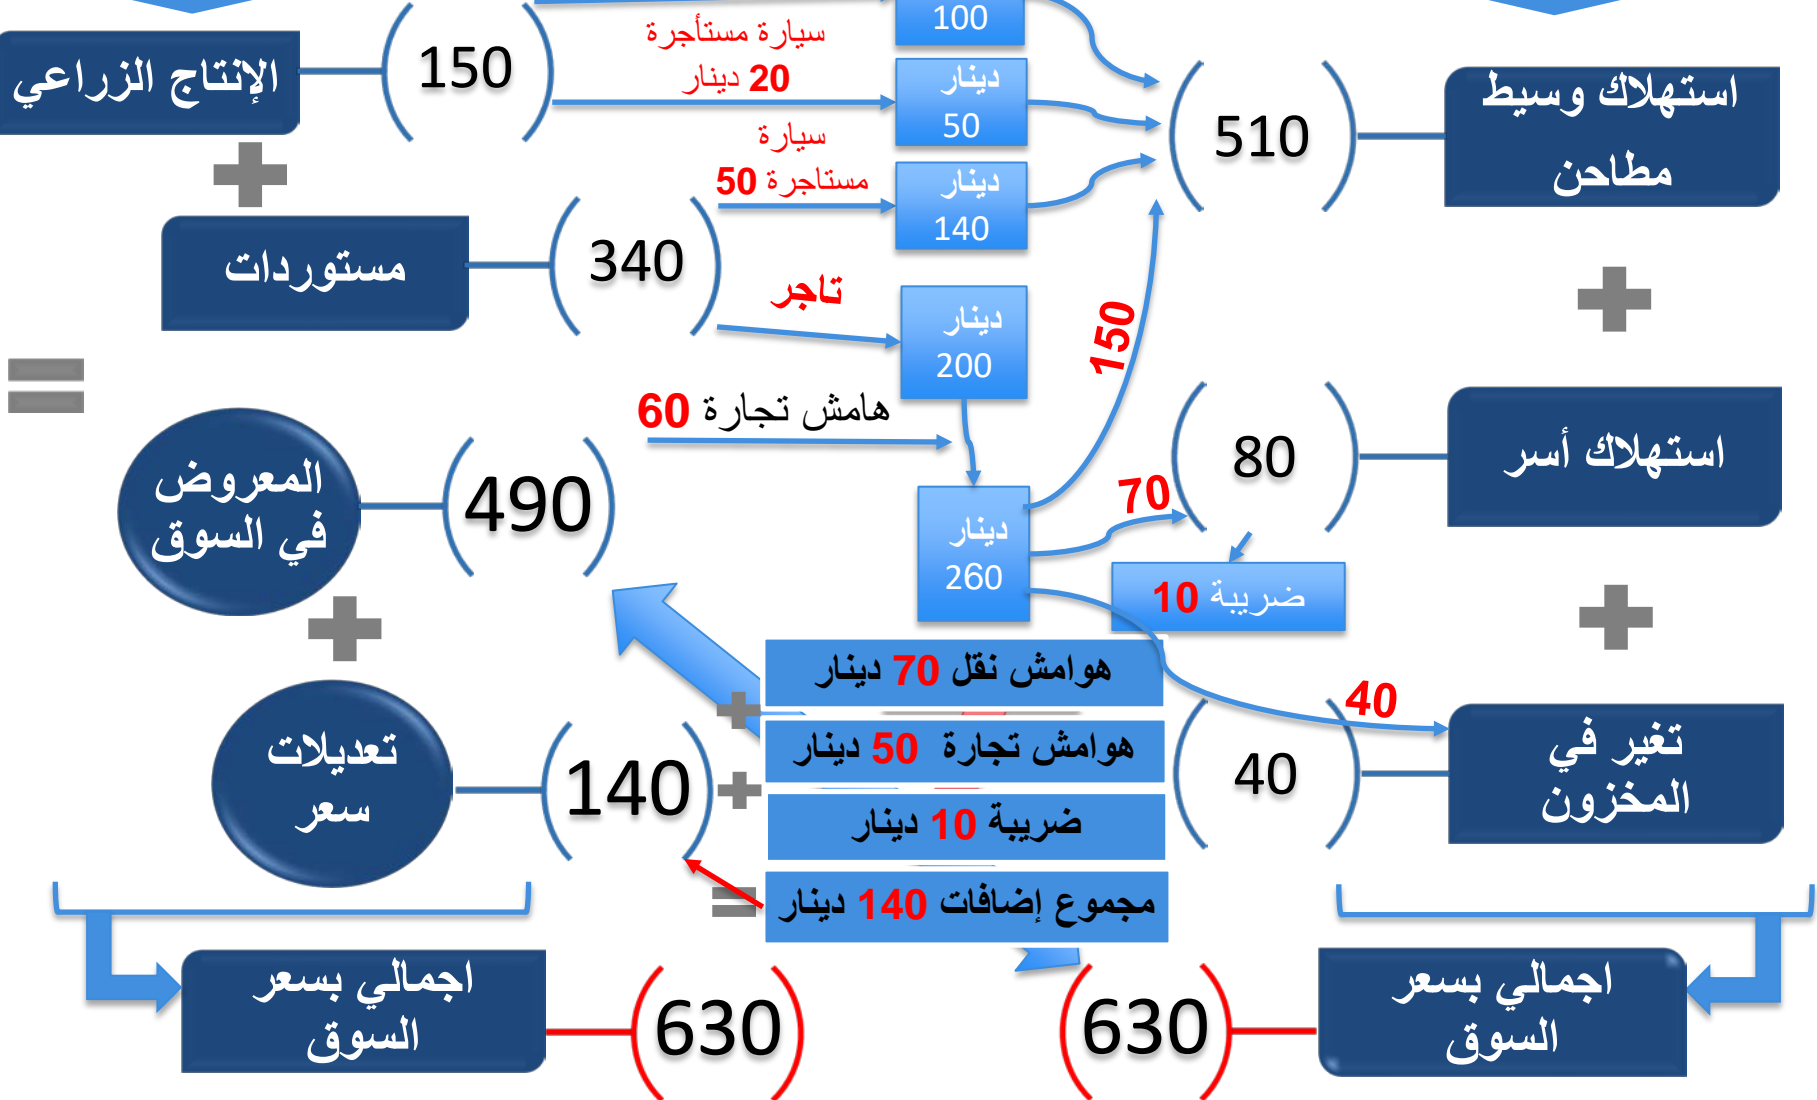 100
سيارة مستأجرة
20 دينار
الإنتاج الزراعي
150
دينار
50
استهلاك وسيط
مطاحن
510
سيارة
مستاجرة 50
دينار
140
مستوردات
340
تاجر
دينار
200
150
هامش تجارة 60
استهلاك أسر
80
70
المعروض
في السوق
490
دينار
260
ضريبة 10
هوامش نقل 70 دينار
هوامش تجارة 50 دينار
ضريبة 10 دينار
مجموع إضافات 140 دينار
40
تغير في
المخزون
40
تعديلات
سعر
140
اجمالي بسعر
السوق
630
630
اجمالي بسعر
السوق